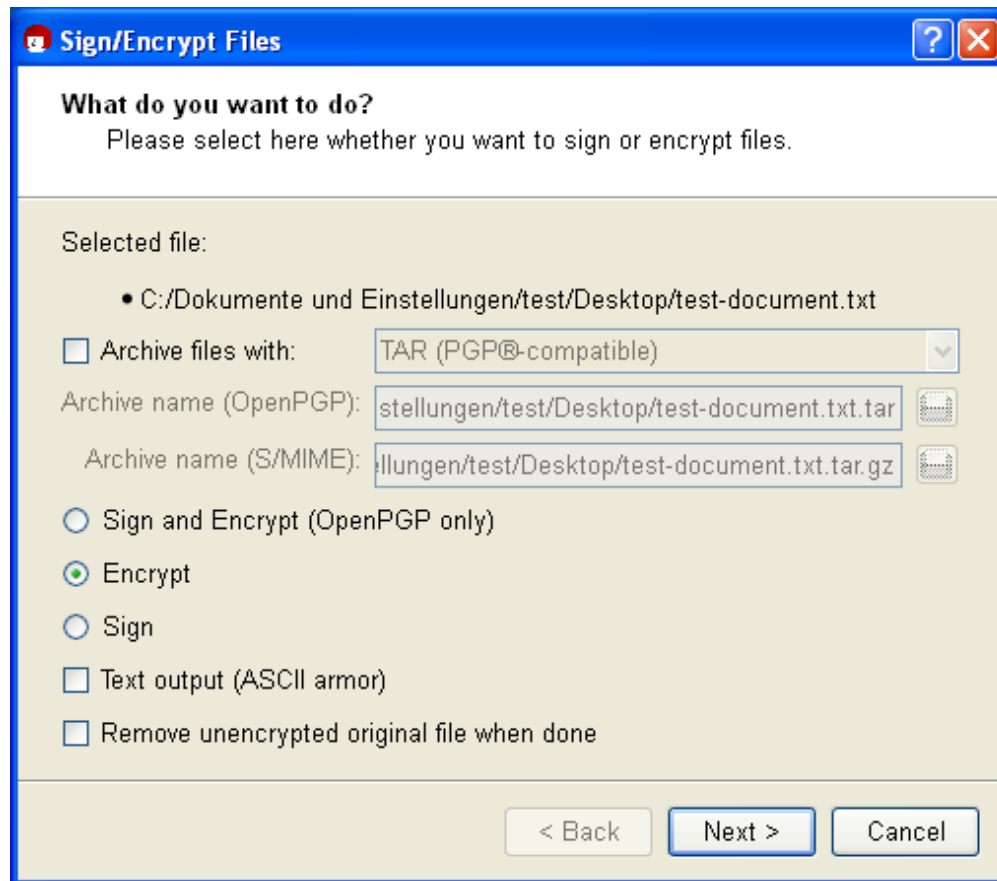 Sign/Encrypt Files
What do you want to do?
Please select here whether you want to sign or encrypt files.
Selected file:
• C:/Dokumente und Einstellungen/test/Desktop/test-document.txt
Archive files with: TAR (PGP®-compatible)
Archive name (OpenPGP): stellungen/test/Desktop/test-document.txt.tar ...
Archive name (S/MIME): ellungen/test/Desktop/test-document.txt.tar.gz ...
Sign and Encrypt (OpenPGP only)
Encrypt
Sign
Text output (ASCII armor)
Remove unencrypted original file when done
< Back Next > Cancel